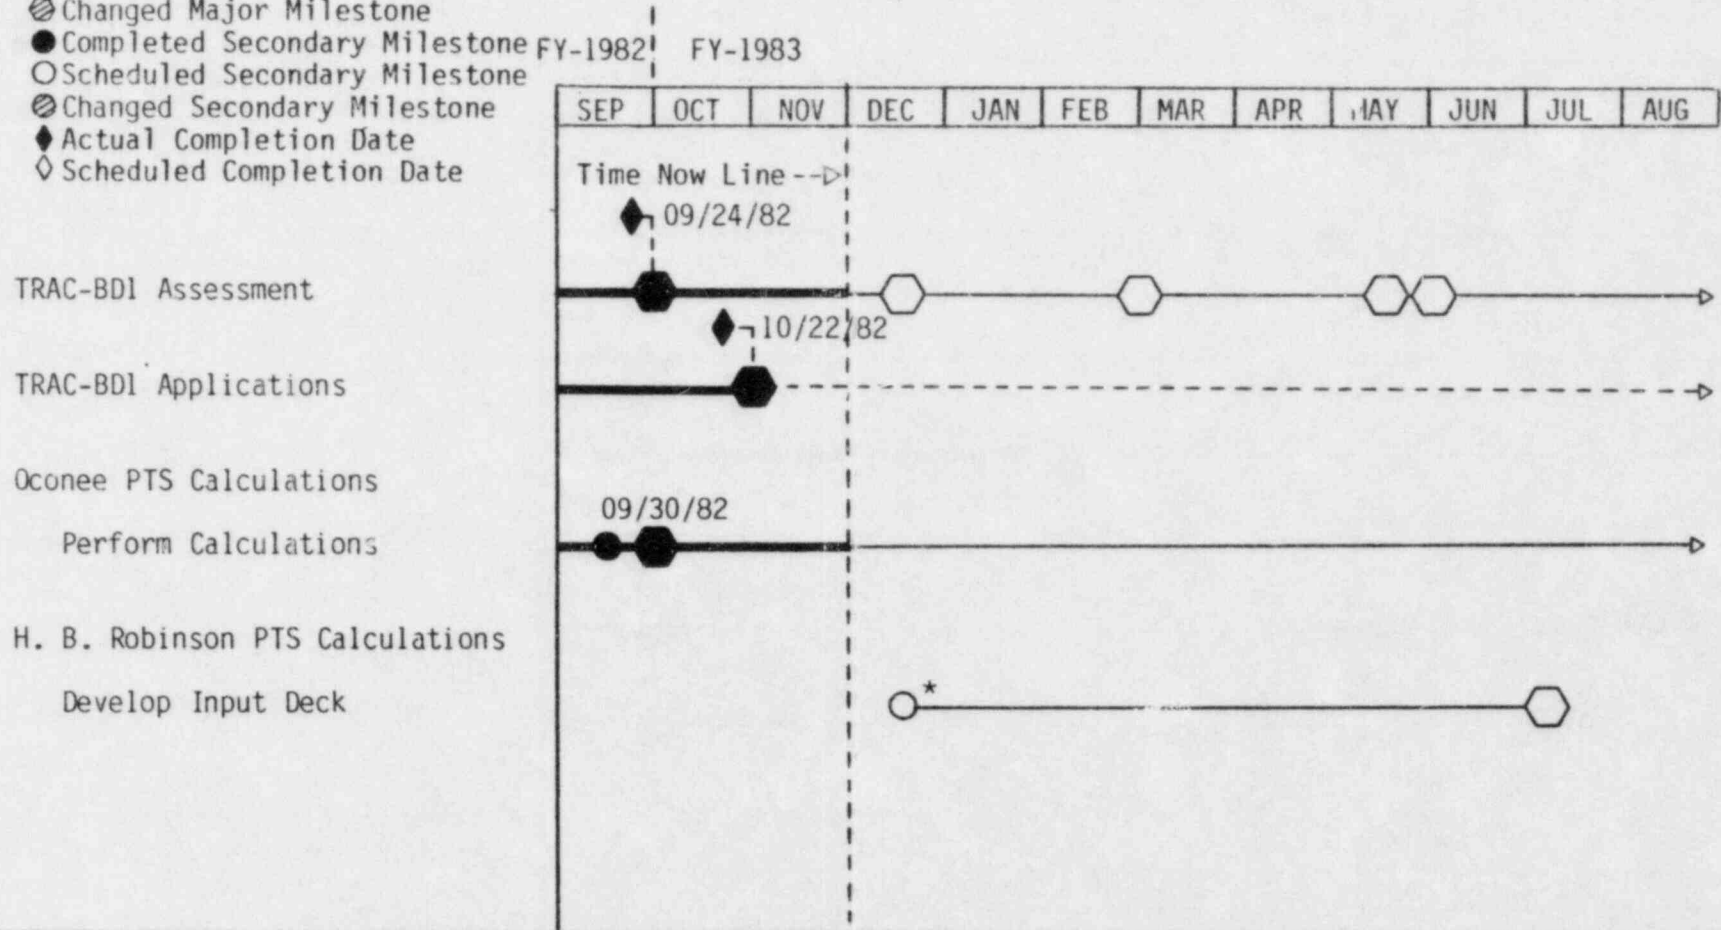 Changed Major Milestone
Completed Secondary Milestone
FY-1982 FY-1983
Scheduled Secondary Milestone
Changed Secondary Milestone
SEP OCT NOV DEC JAN FEB MAR APR MAY JUN JUL AUG
Actual Completion Date
Scheduled Completion Date
Time Now Line
09/24/82
TRAC-BD1 Assessment
10/22/82
TRAC-BD1 Applications
Oconee PTS Calculations
09/30/82
Perform Calculations
H. B. Robinson PTS Calculations
Develop Input Deck *